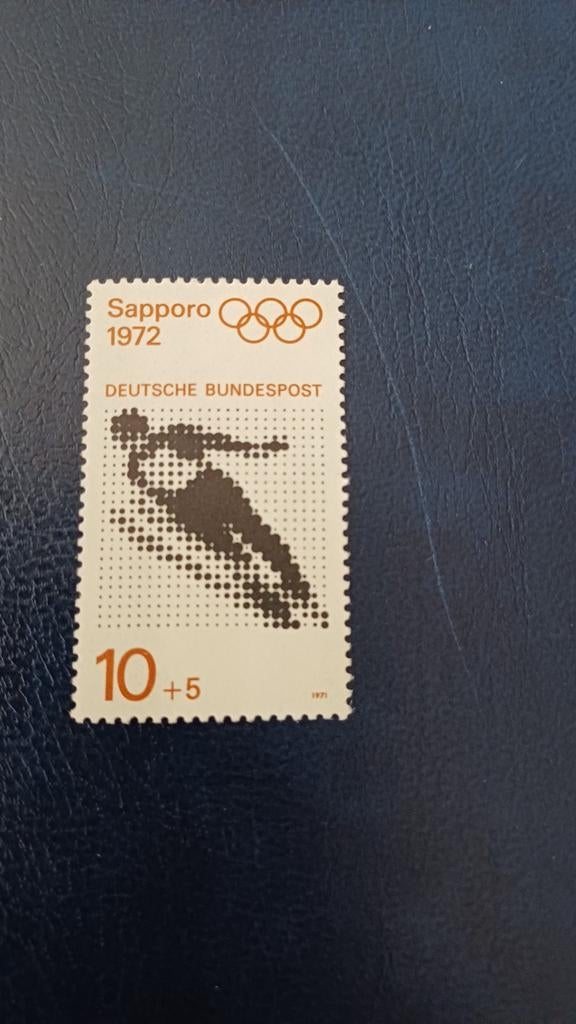 Sapporo
1972
DEUTSCHE BUNDESPOST
10 +5
1971